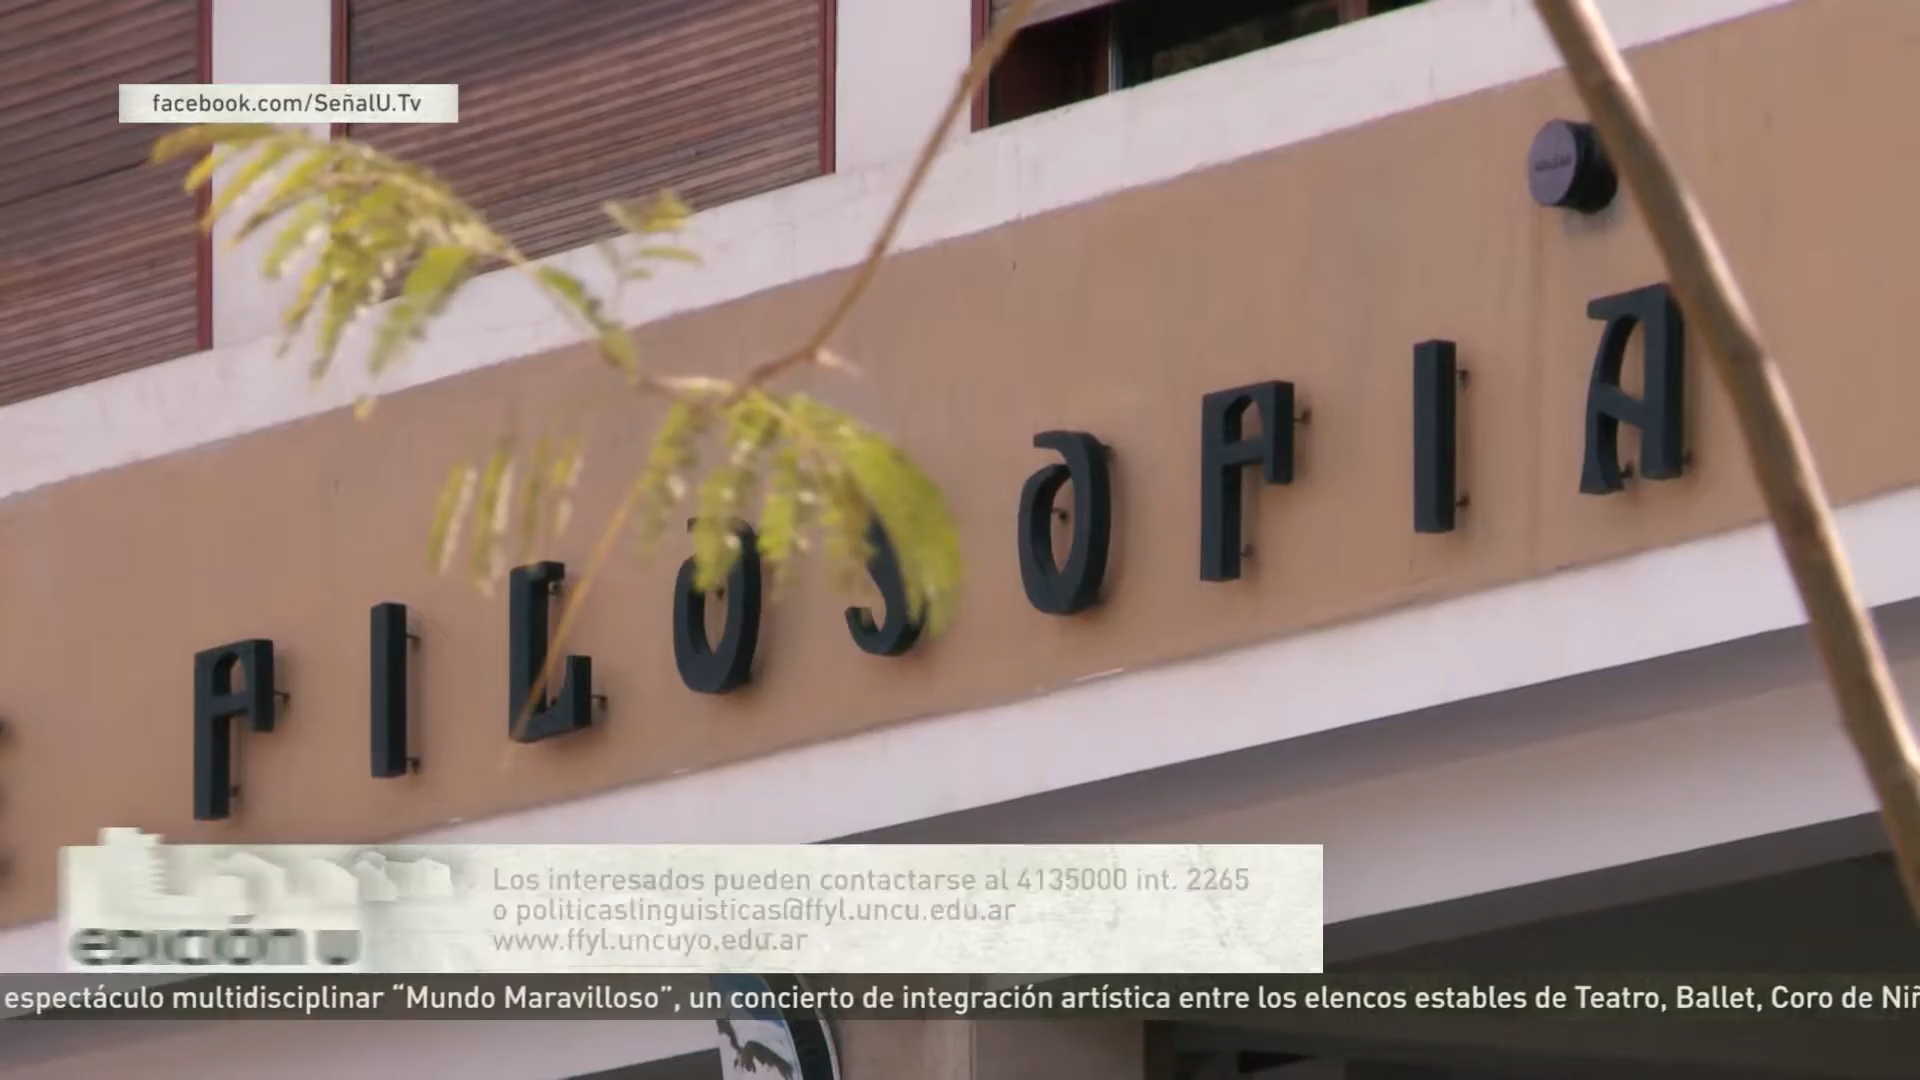 facebook.com/SeñalU.Tv
FILOSOFIA
Los interesados pueden contactarse al 4135000 int. 2265
o politicaslinguisticas@ffyl.uncu.edu.ar
www.ffyl.uncuyo.edu.ar
edición U
espectáculo multidisciplinar “Mundo Maravilloso”, un concierto de integración artística entre los elencos estables de Teatro, Ballet, Coro de Niñ